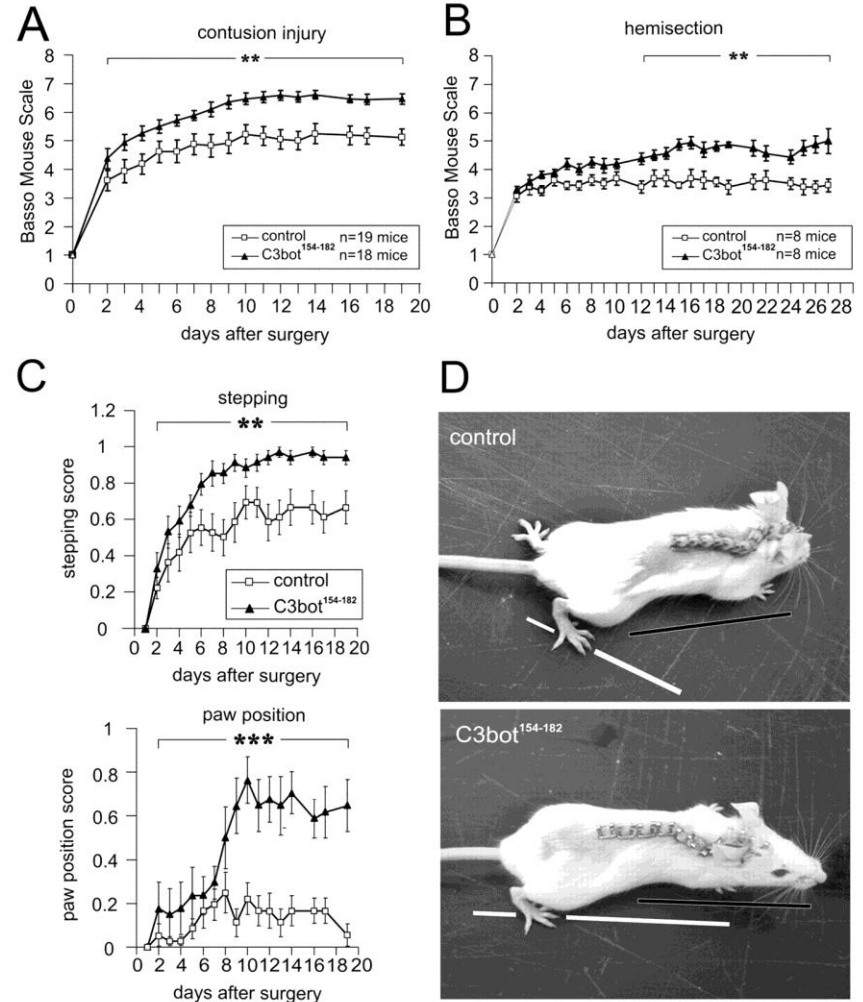 A
contusion injury
**
Basso Mouse Scale
8
7
6
5
4
3
2
1
0
control n=19 mice
C3bot154-182 n=18 mice
0 2 4 6 8 10 12 14 16 18 20
days after surgery
B
hemisection
**
Basso Mouse Scale
8
7
6
5
4
3
2
1
0
control n=8 mice
C3bot154-182 n=8 mice
0 2 4 6 8 10 12 14 16 18 20 22 24 26 28
days after surgery
C
stepping
**
stepping score
1.2
1
0.8
0.6
0.4
0.2
0
control
C3bot154-182
0 2 4 6 8 10 12 14 16 18 20
days after surgery
paw position
***
paw position score
1
0.8
0.6
0.4
0.2
0
0 2 4 6 8 10 12 14 16 18 20
days after surgery
D
control
C3bot154-182